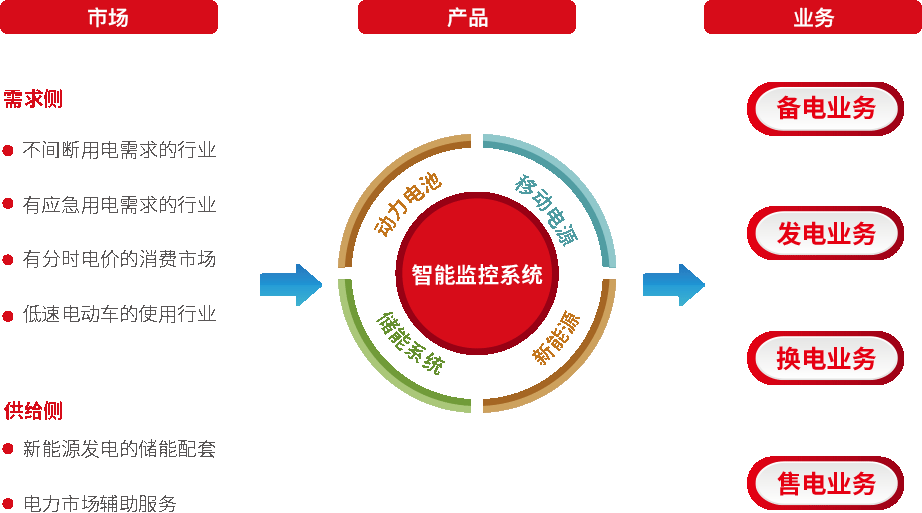 市场
产品
业务
需求侧
不间断用电需求的行业
有应急用电需求的行业
有分时电价的消费市场
低速电动车的使用行业
供给侧
新能源发电的储能配套
电力市场辅助服务
动力电池
移动电源
智能监控系统
储能系统
新能源
备电业务
发电业务
换电业务
售电业务